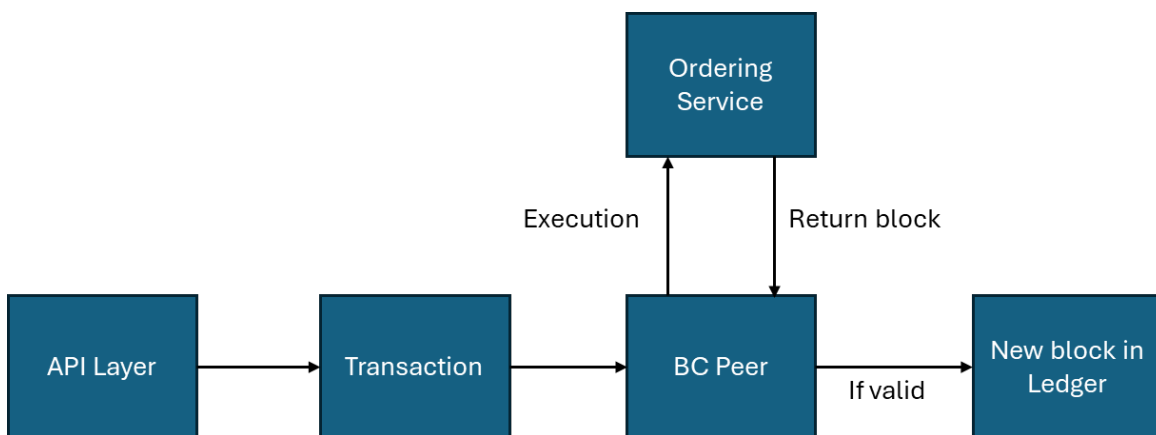 Ordering
Service
Execution
Return block
API Layer
Transaction
BC Peer
If valid
New block in
Ledger